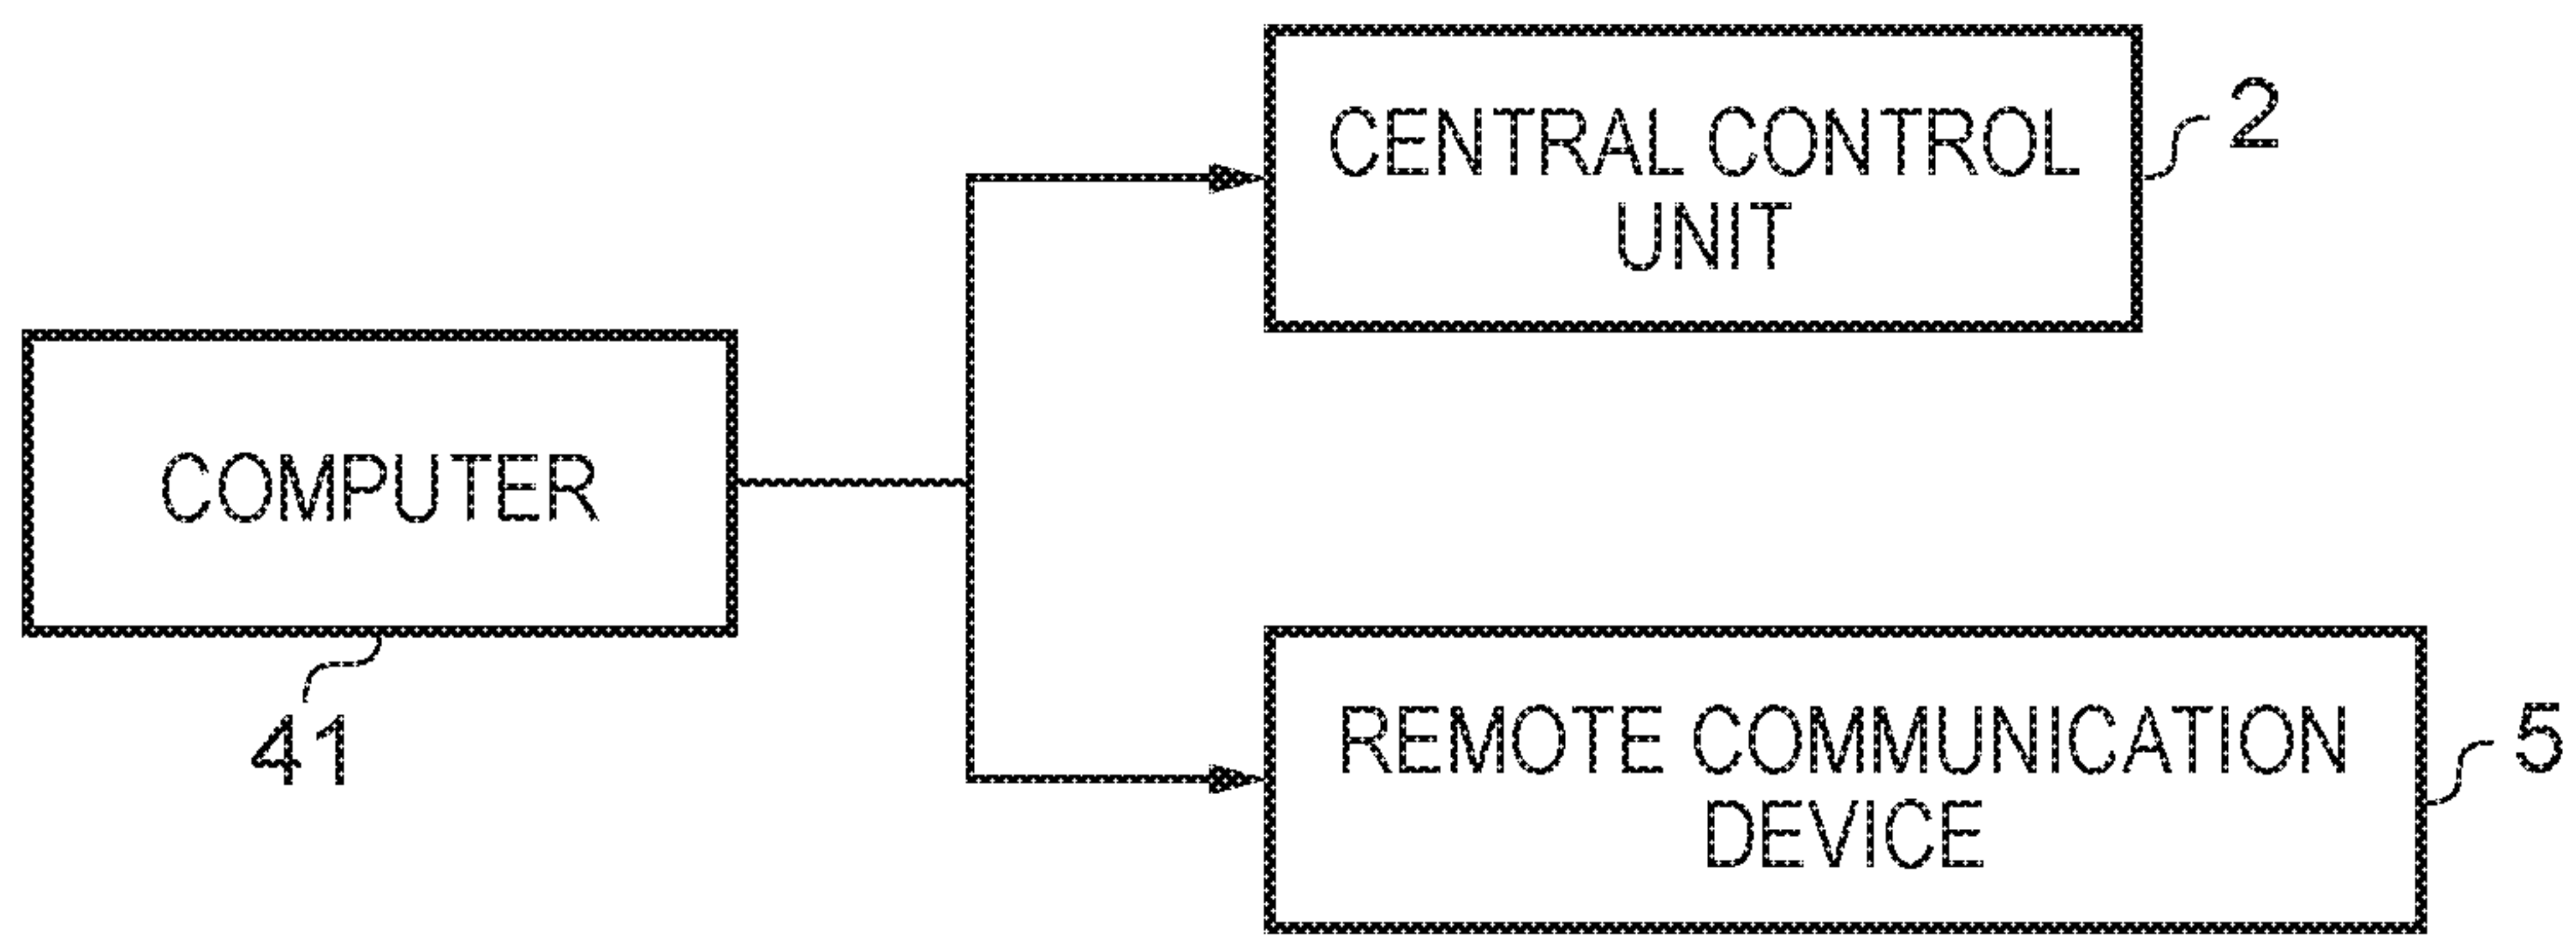 CENTRAL CONTROL
UNIT
2
COMPUTER
41
REMOTE COMMUNICATION
DEVICE
5